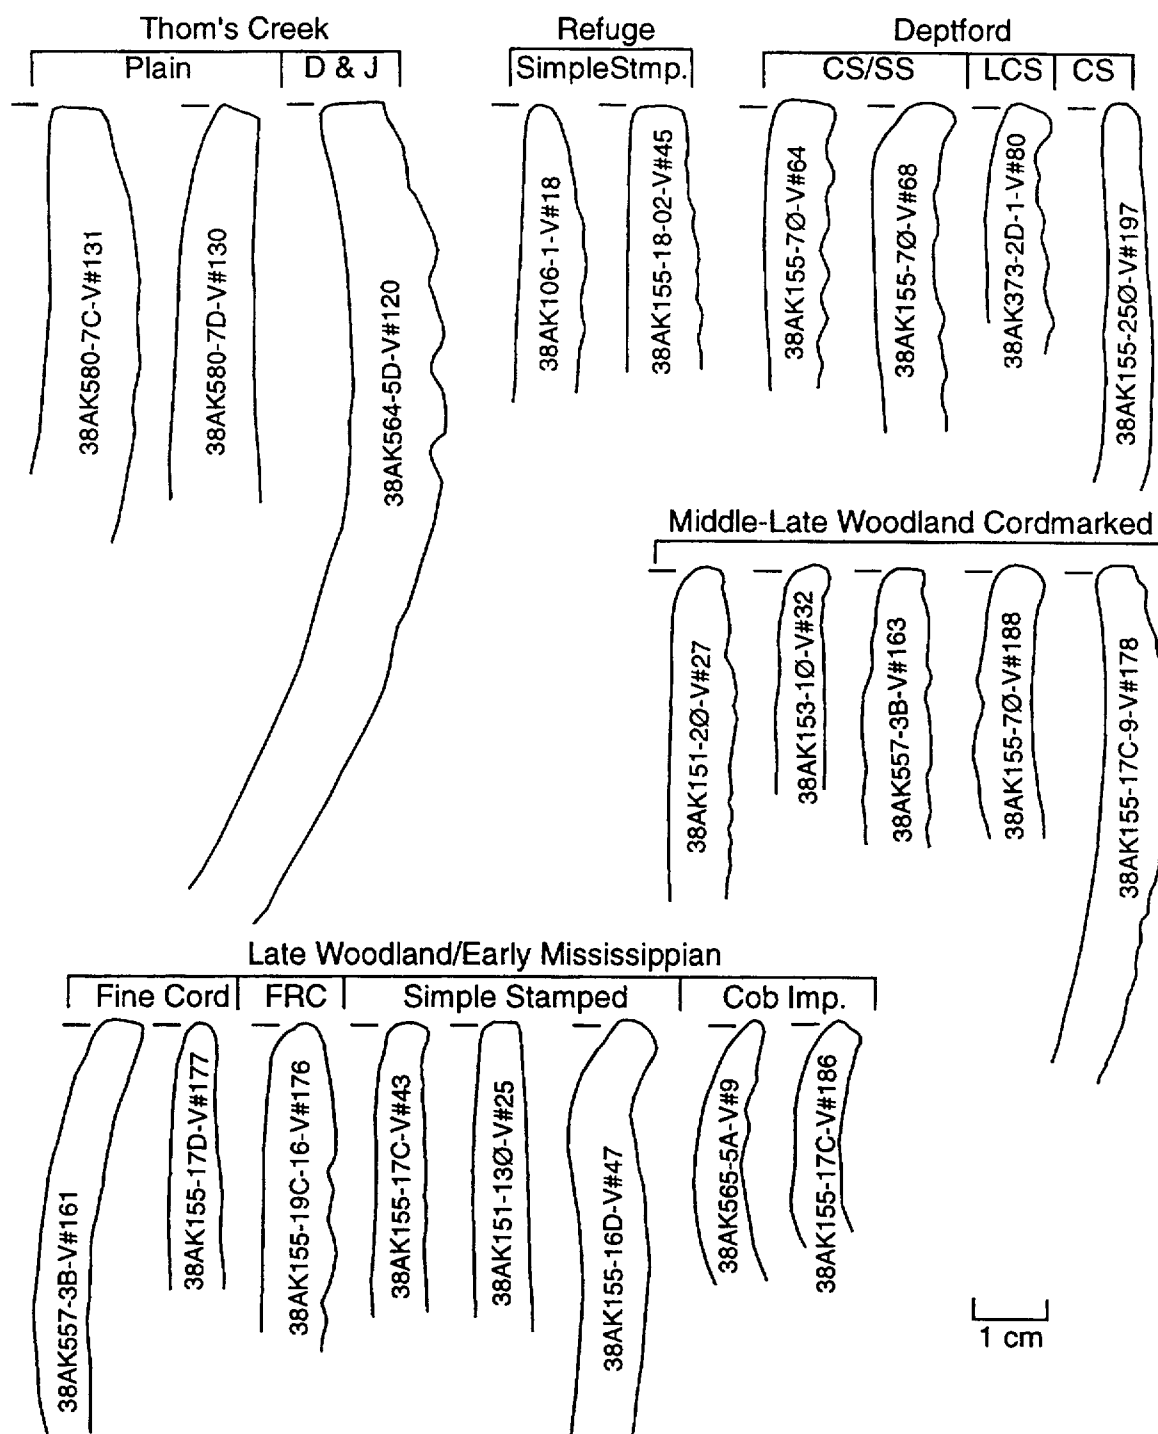 Thom's Creek
Plain
D & J
38AK580-7C-V#131
38AK580-7D-V#130
38AK564-5D-V#120
Refuge
SimpleStmp.
38AK106-1-V#18
38AK155-18-02-V#45
Deptford
CS/SS
LCS
CS
38AK155-7Ø-V#64
38AK155-7Ø-V#68
38AK373-2D-1-V#80
38AK155-25Ø-V#197
Middle-Late Woodland Cordmarked
38AK151-2Ø-V#27
38AK153-1Ø-V#32
38AK557-3B-V#163
38AK155-7Ø-V#188
38AK155-17C-9-V#178
Late Woodland/Early Mississippian
Fine Cord
FRC
Simple Stamped
Cob Imp.
38AK557-3B-V#161
38AK155-17D-V#177
38AK155-19C-16-V#176
38AK155-17C-V#43
38AK151-13Ø-V#25
38AK155-16D-V#47
38AK565-5A-V#9
38AK155-17C-V#186
1 cm